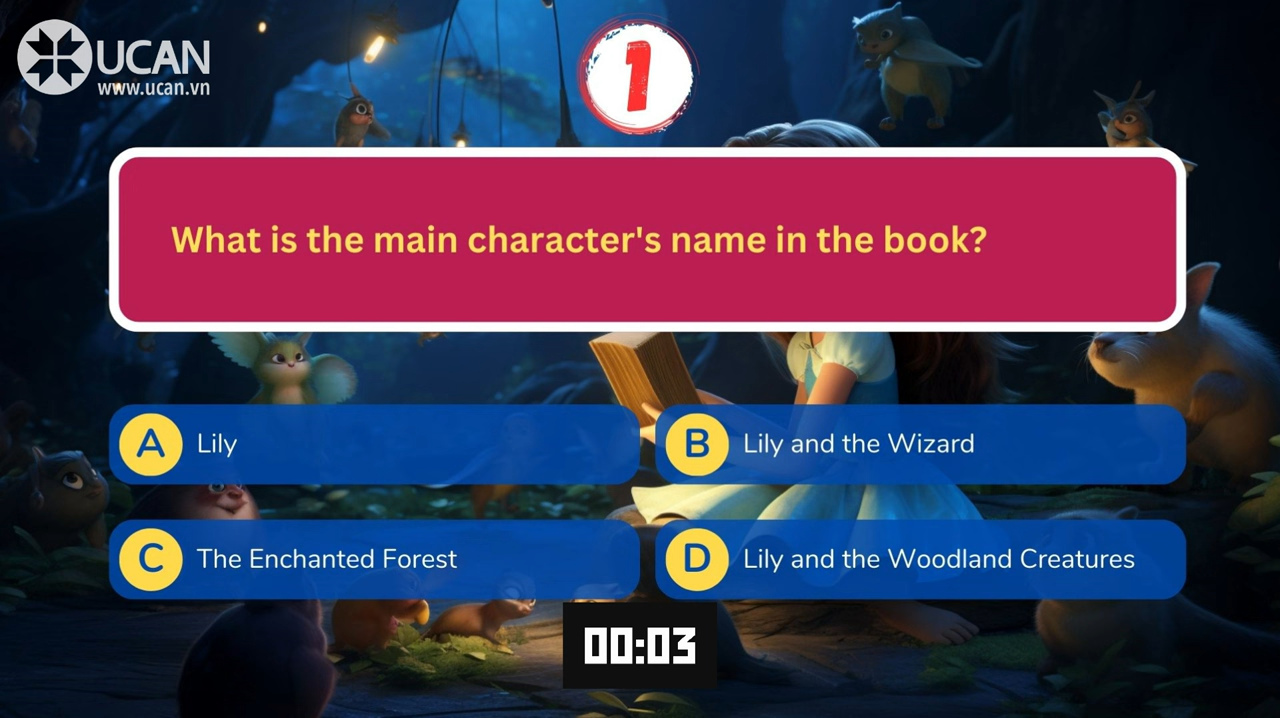 UCAN
www.ucan.vn
1
What is the main character's name in the book?
A Lily
B Lily and the Wizard
C The Enchanted Forest
D Lily and the Woodland Creatures
00:03